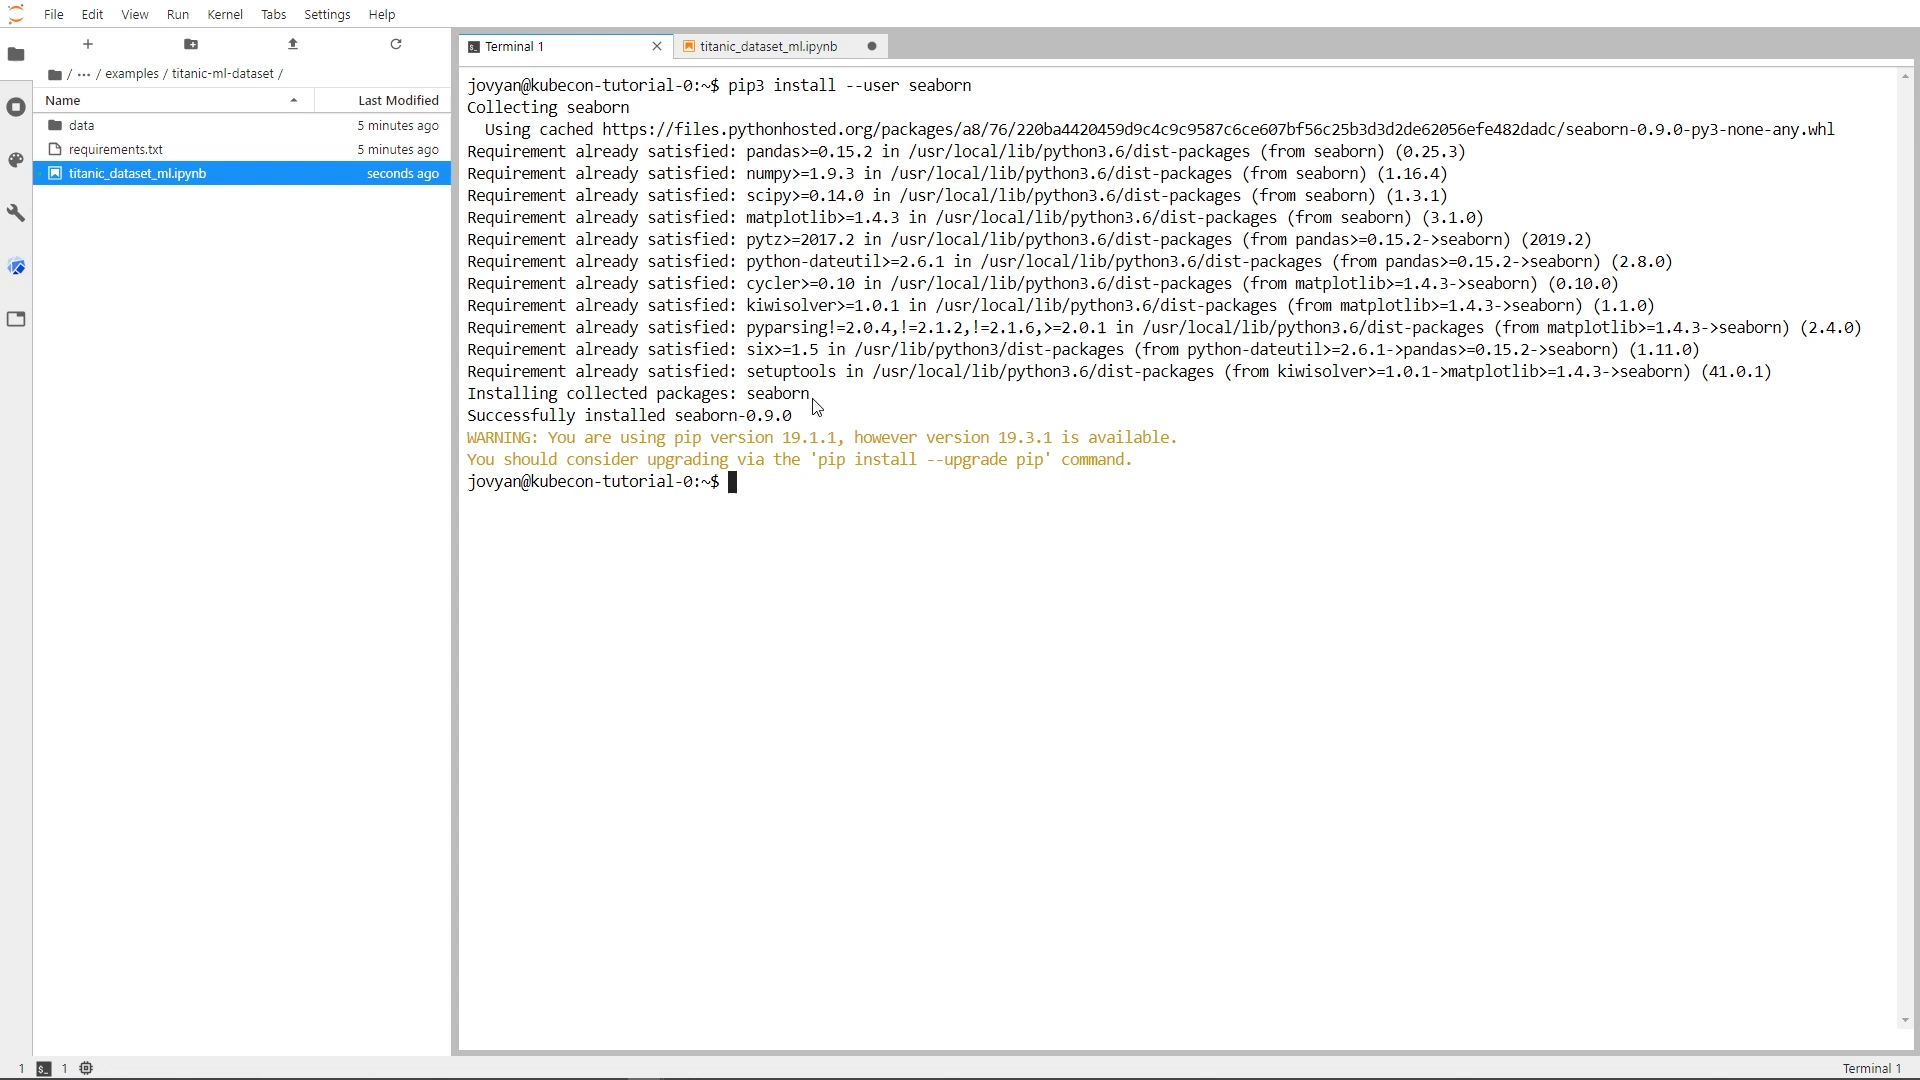 File Edit View Run Kernel Tabs Settings Help
/ ··· / examples / titanic-ml-dataset /
Name Last Modified
data 5 minutes ago
requirements.txt 5 minutes ago
titanic_dataset_ml.ipynb seconds ago
Terminal 1 titanic_dataset_ml.ipynb
jovyan@kubecon-tutorial-0:~$ pip3 install --user seaborn
Collecting seaborn
Using cached https://files.pythonhosted.org/packages/a8/76/220ba4420459d9c4c9c9587c6ce607bf56c25b3d3d2de62056efe482dadc/seaborn-0.9.0-py3-none-any.whl
Requirement already satisfied: pandas>=0.15.2 in /usr/local/lib/python3.6/dist-packages (from seaborn) (0.25.3)
Requirement already satisfied: numpy>=1.9.3 in /usr/local/lib/python3.6/dist-packages (from seaborn) (1.16.4)
Requirement already satisfied: scipy>=0.14.0 in /usr/local/lib/python3.6/dist-packages (from seaborn) (1.3.1)
Requirement already satisfied: matplotlib>=1.4.3 in /usr/local/lib/python3.6/dist-packages (from seaborn) (3.1.0)
Requirement already satisfied: pytz>=2017.2 in /usr/local/lib/python3.6/dist-packages (from pandas>=0.15.2->seaborn) (2019.2)
Requirement already satisfied: python-dateutil>=2.6.1 in /usr/local/lib/python3.6/dist-packages (from pandas>=0.15.2->seaborn) (2.8.0)
Requirement already satisfied: cycler>=0.10 in /usr/local/lib/python3.6/dist-packages (from matplotlib>=1.4.3->seaborn) (0.10.0)
Requirement already satisfied: kiwisolver>=1.0.1 in /usr/local/lib/python3.6/dist-packages (from matplotlib>=1.4.3->seaborn) (1.1.0)
Requirement already satisfied: pyparsing!=2.0.4,!=2.1.2,!=2.1.6,>=2.0.1 in /usr/local/lib/python3.6/dist-packages (from matplotlib>=1.4.3->seaborn) (2.4.0)
Requirement already satisfied: six>=1.5 in /usr/lib/python3/dist-packages (from python-dateutil>=2.6.1->pandas>=0.15.2->seaborn) (1.11.0)
Requirement already satisfied: setuptools in /usr/local/lib/python3.6/dist-packages (from kiwisolver>=1.0.1->matplotlib>=1.4.3->seaborn) (41.0.1)
Installing collected packages: seaborn
Successfully installed seaborn-0.9.0
WARNING: You are using pip version 19.1.1, however version 19.3.1 is available.
You should consider upgrading via the 'pip install --upgrade pip' command.
jovyan@kubecon-tutorial-0:~$
1 1 Terminal 1